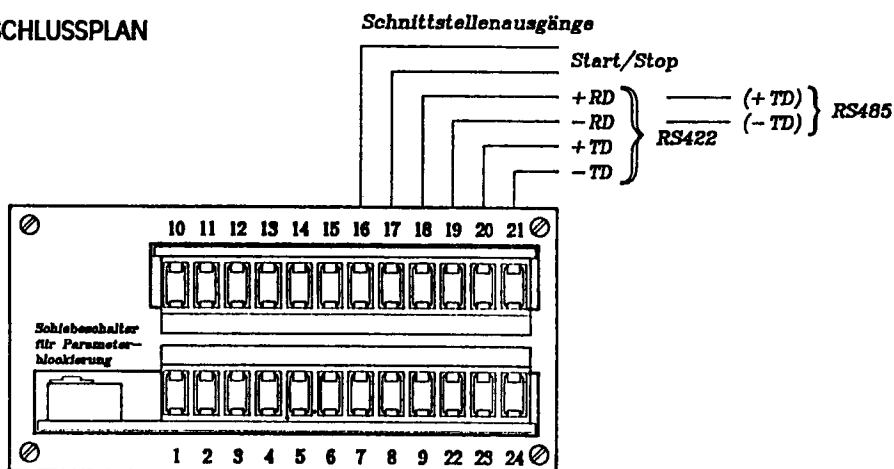 SCHLUSSPLAN
Schnittstellenausgänge
Start/Stop
+ RD
- RD
+ TD
- TD
RS422
(+ TD)
(- TD)
RS485
10 11 12 13 14 15 16 17 18 19 20 21
Schiebeschalter
für Parameter-
blockierung
1 2 3 4 5 6 7 8 9 22 23 24